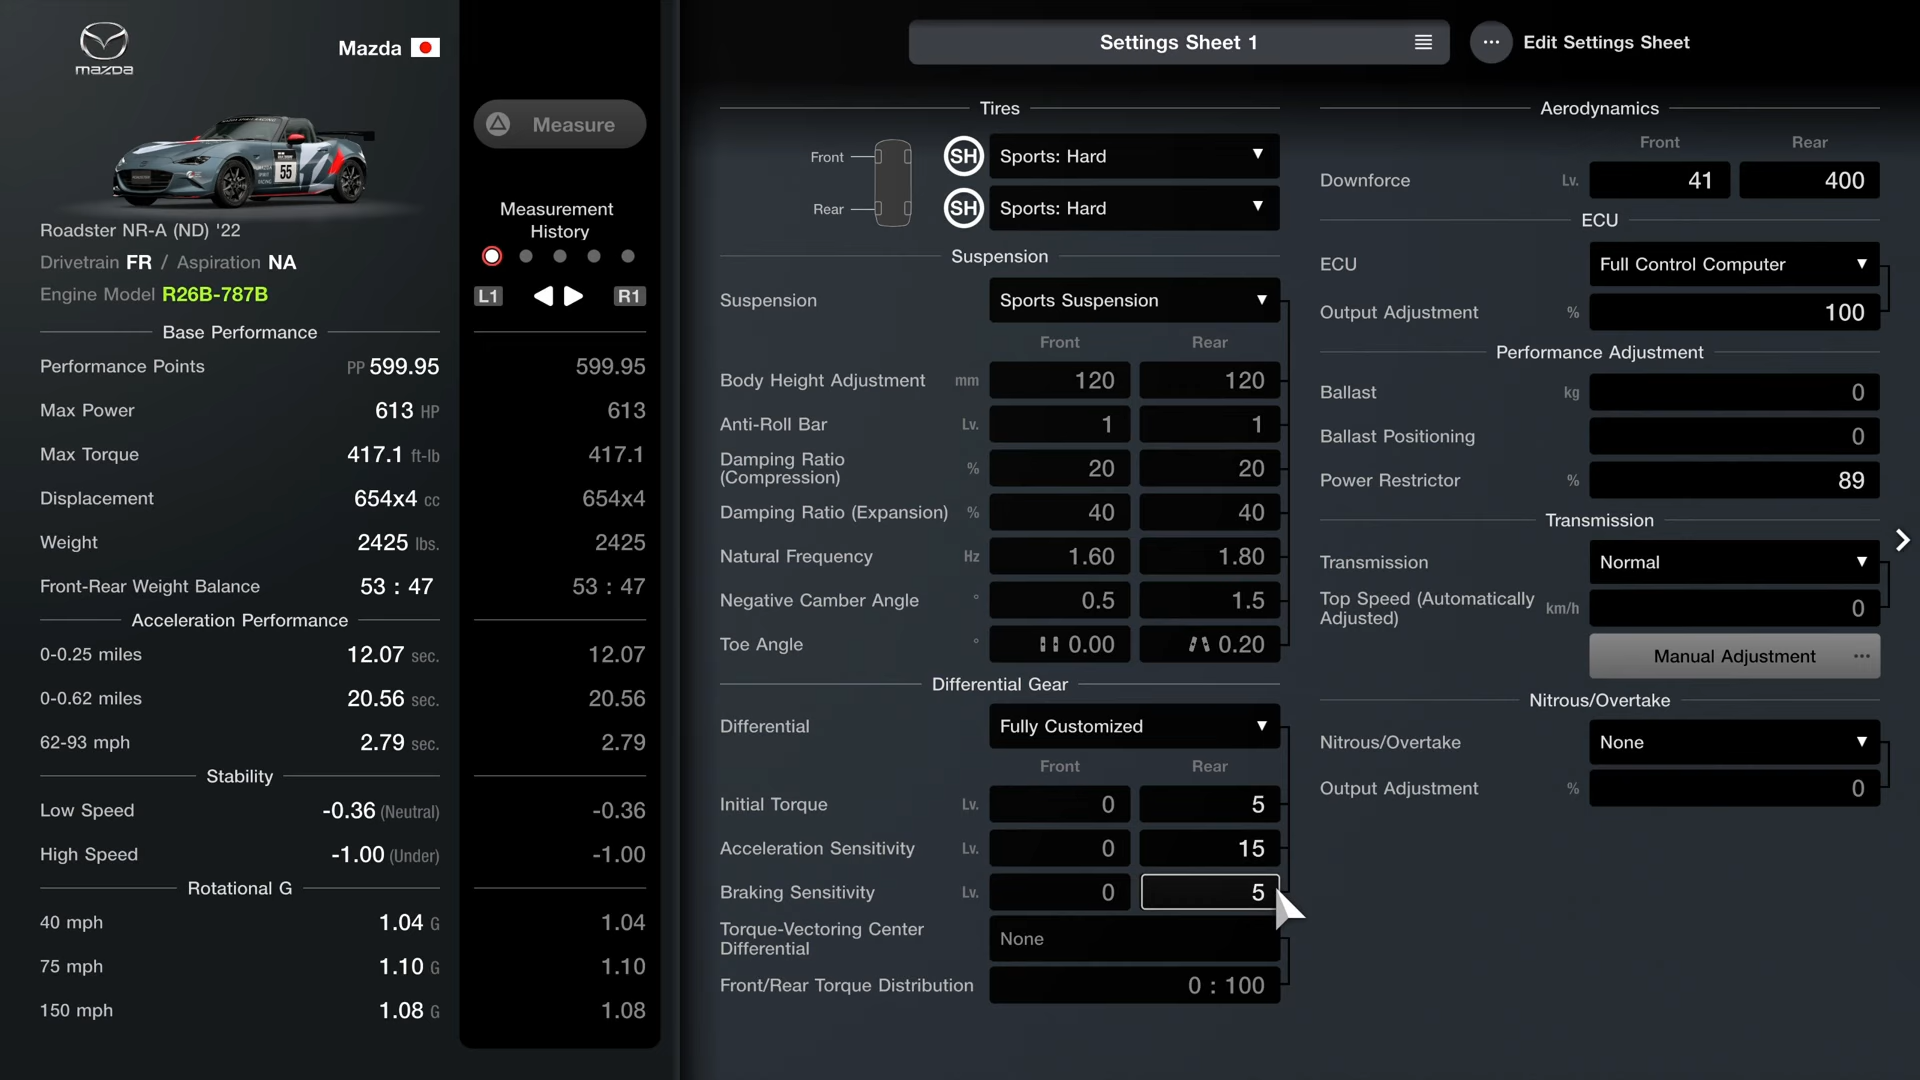 mazda
Mazda
55
Roadster NR-A (ND) '22
Drivetrain FR / Aspiration NA
Engine Model R26B-787B
Base Performance
Performance Points PP 599.95
Max Power 613 HP
Max Torque 417.1 ft-lb
Displacement 654x4 cc
Weight 2425 lbs.
Front-Rear Weight Balance 53 : 47
Acceleration Performance
0-0.25 miles 12.07 sec.
0-0.62 miles 20.56 sec.
62-93 mph 2.79 sec.
Stability
Low Speed -0.36 (Neutral)
High Speed -1.00 (Under)
Rotational G
40 mph 1.04 G
75 mph 1.10 G
150 mph 1.08 G
Measure
Measurement
History
L1 R1
599.95
613
417.1
654x4
2425
53 : 47
12.07
20.56
2.79
-0.36
-1.00
1.04
1.10
1.08
Settings Sheet 1
Edit Settings Sheet
Tires
Front SH Sports: Hard
Rear SH Sports: Hard
Suspension
Suspension Sports Suspension
Front Rear
Body Height Adjustment mm 120 120
Anti-Roll Bar Lv. 1 1
Damping Ratio
(Compression) % 20 20
Damping Ratio (Expansion) % 40 40
Natural Frequency Hz 1.60 1.80
Negative Camber Angle ° 0.5 1.5
Toe Angle ° 0.00 0.20
Differential Gear
Differential Fully Customized
Front Rear
Initial Torque Lv. 0 5
Acceleration Sensitivity Lv. 0 15
Braking Sensitivity Lv. 0 5
Torque-Vectoring Center
Differential None
Front/Rear Torque Distribution 0 : 100
Aerodynamics
Front Rear
Downforce Lv. 41 400
ECU
ECU Full Control Computer
Output Adjustment % 100
Performance Adjustment
Ballast kg 0
Ballast Positioning 0
Power Restrictor % 89
Transmission
Transmission Normal
Top Speed (Automatically
Adjusted) km/h 0
Manual Adjustment
Nitrous/Overtake
Nitrous/Overtake None
Output Adjustment % 0